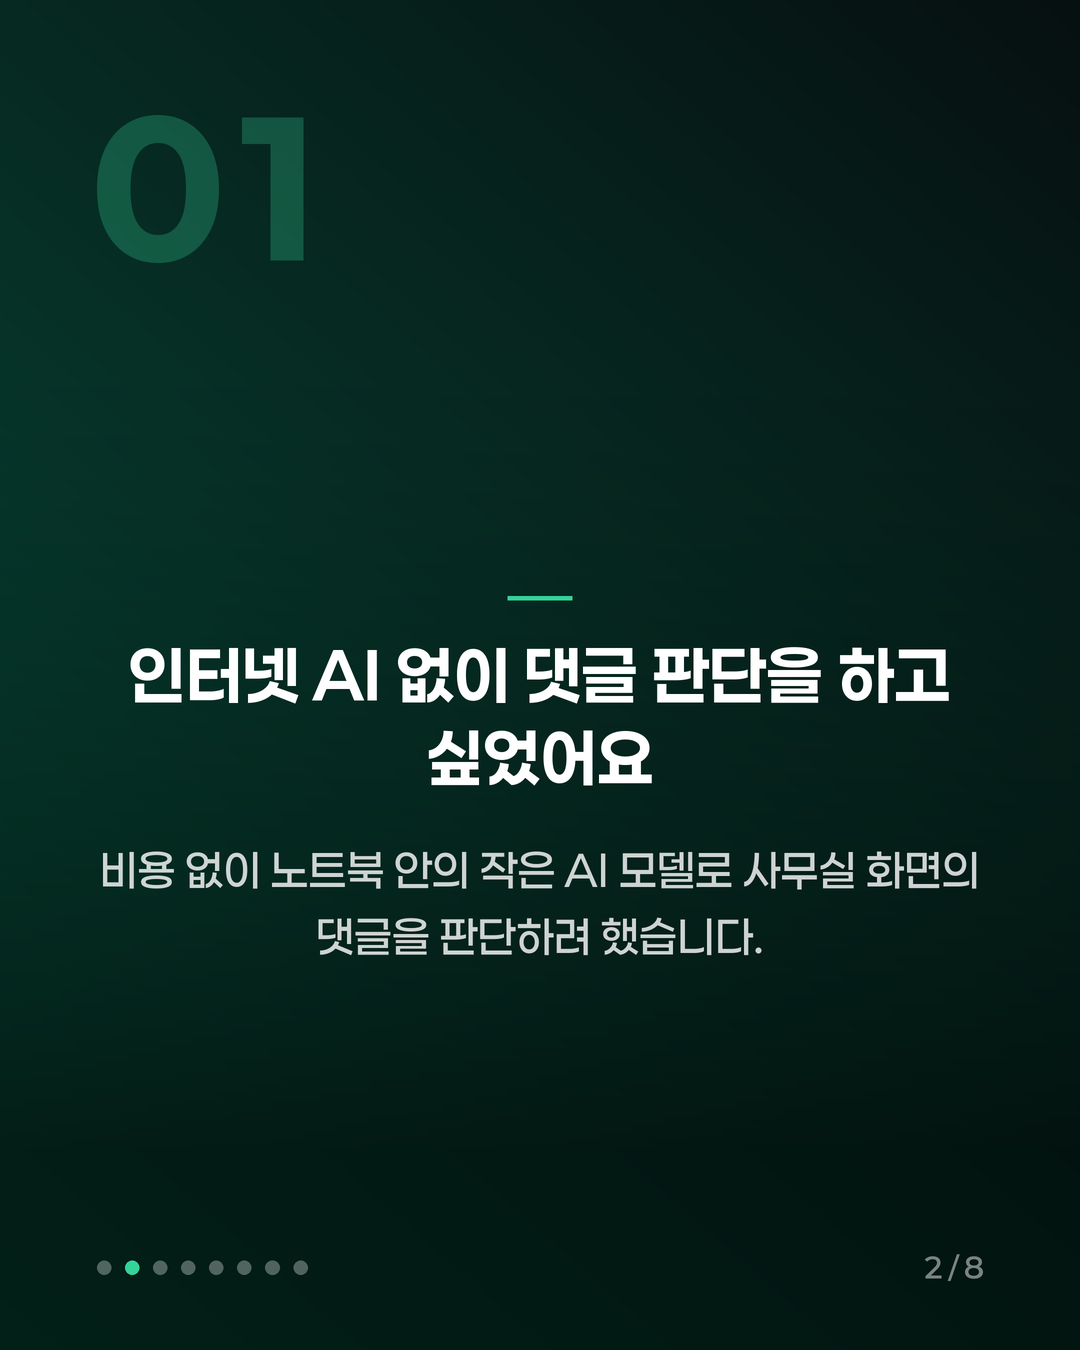 01
인터넷 AI 없이 댓글 판단을 하고
싶었어요
비용 없이 노트북 안의 작은 AI 모델로 사무실 화면의
댓글을 판단하려 했습니다.
2/8